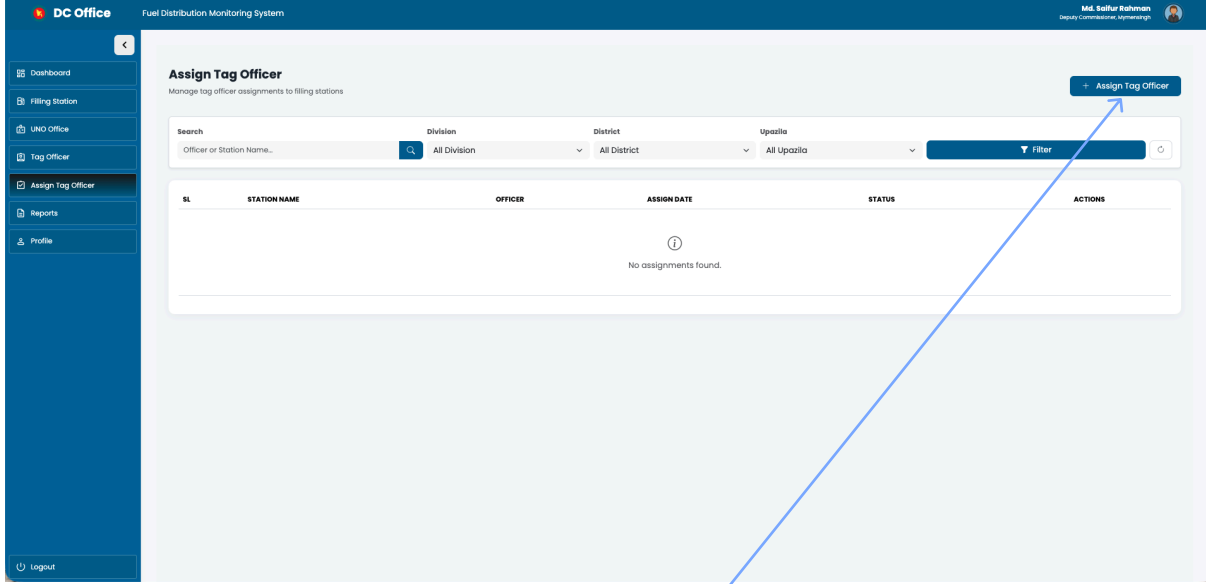 DC Office
Fuel Distribution Monitoring System
Md. Saifur Rahman
Deputy Commissioner, Mymensingh
Dashboard
Filling Station
UNO Office
Tag Officer
Assign Tag Officer
Reports
Profile
Logout
Assign Tag Officer
Manage tag officer assignments to filling stations
+ Assign Tag Officer
Search Division District Upazila
Officer or Station Name... All Division All District All Upazila Filter
SL STATION NAME OFFICER ASSIGN DATE STATUS ACTIONS
No assignments found.